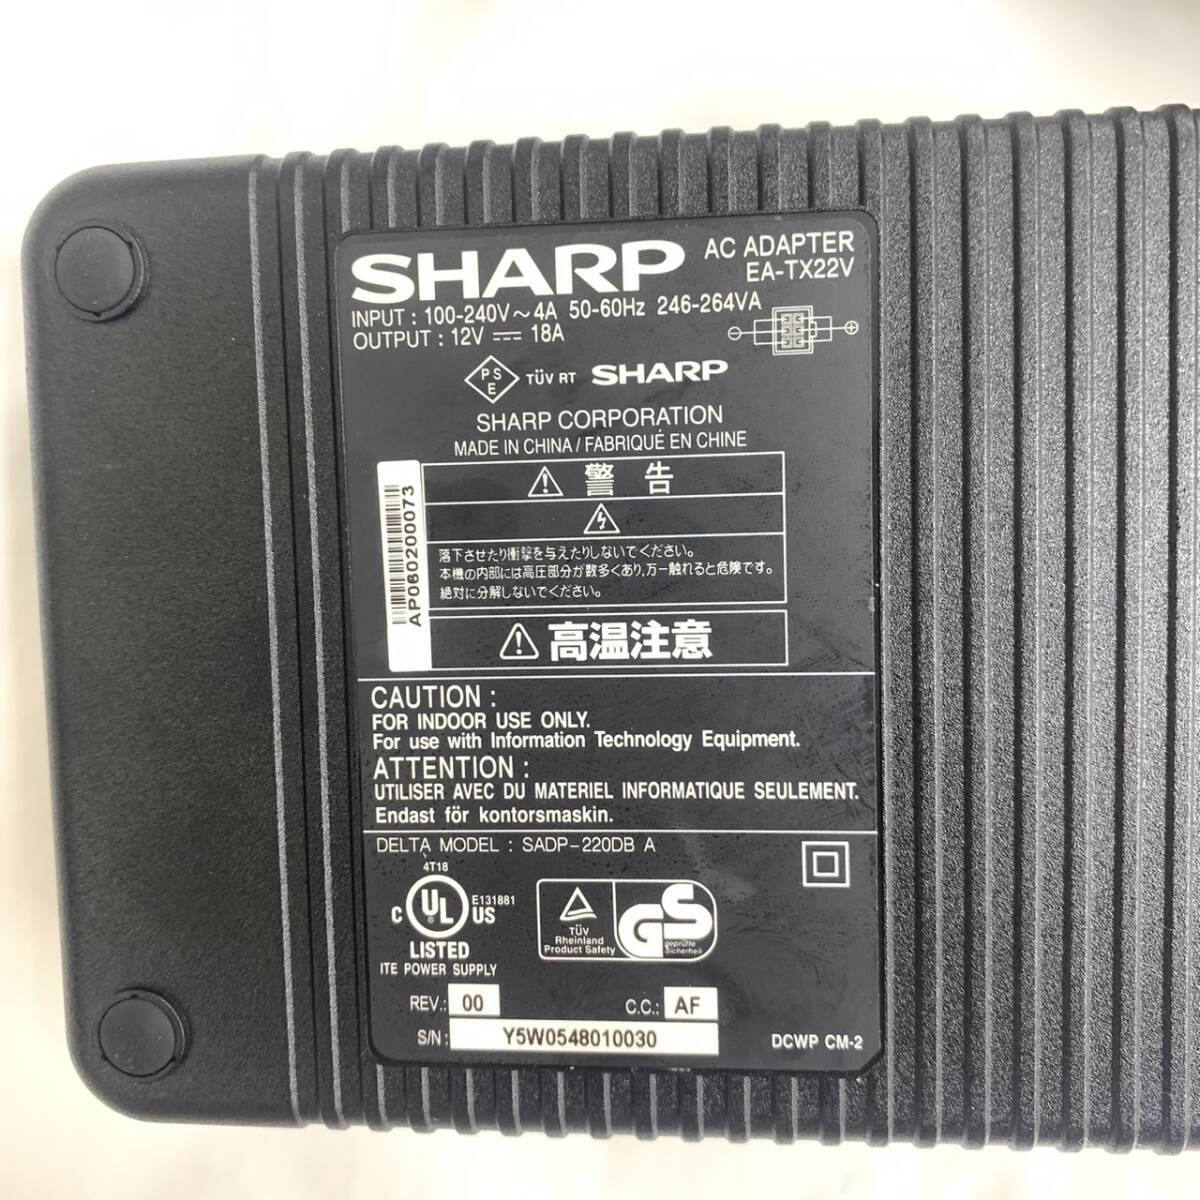 SHARP
AC ADAPTER
EA-TX22V
INPUT : 100-240V～4A 50-60Hz 246-264VA
OUTPUT : 12V ⎓ 18A
PSE TÜV RT SHARP
SHARP CORPORATION
MADE IN CHINA / FABRIQUÉ EN CHINE
AP060200073
⚠ 警告
落下させたり衝撃を与えたりしないでください。
本機の内部には高圧部分が数多くあり,万一触れると危険です。
絶対に分解しないでください。
⚠ 高温注意
CAUTION :
FOR INDOOR USE ONLY.
For use with Information Technology Equipment.
ATTENTION :
UTILISER AVEC DU MATERIEL INFORMATIQUE SEULEMENT.
Endast för kontorsmaskin.
DELTA MODEL : SADP-220DB A
4T18
C UL ® US E131881
LISTED
ITE POWER SUPPLY
TÜV
Rheinland
Product Safety
GS
geprüfte
Sicherheit
REV.: 00 C.C.: AF
S/N: Y5W0548010030
DCWP CM-2